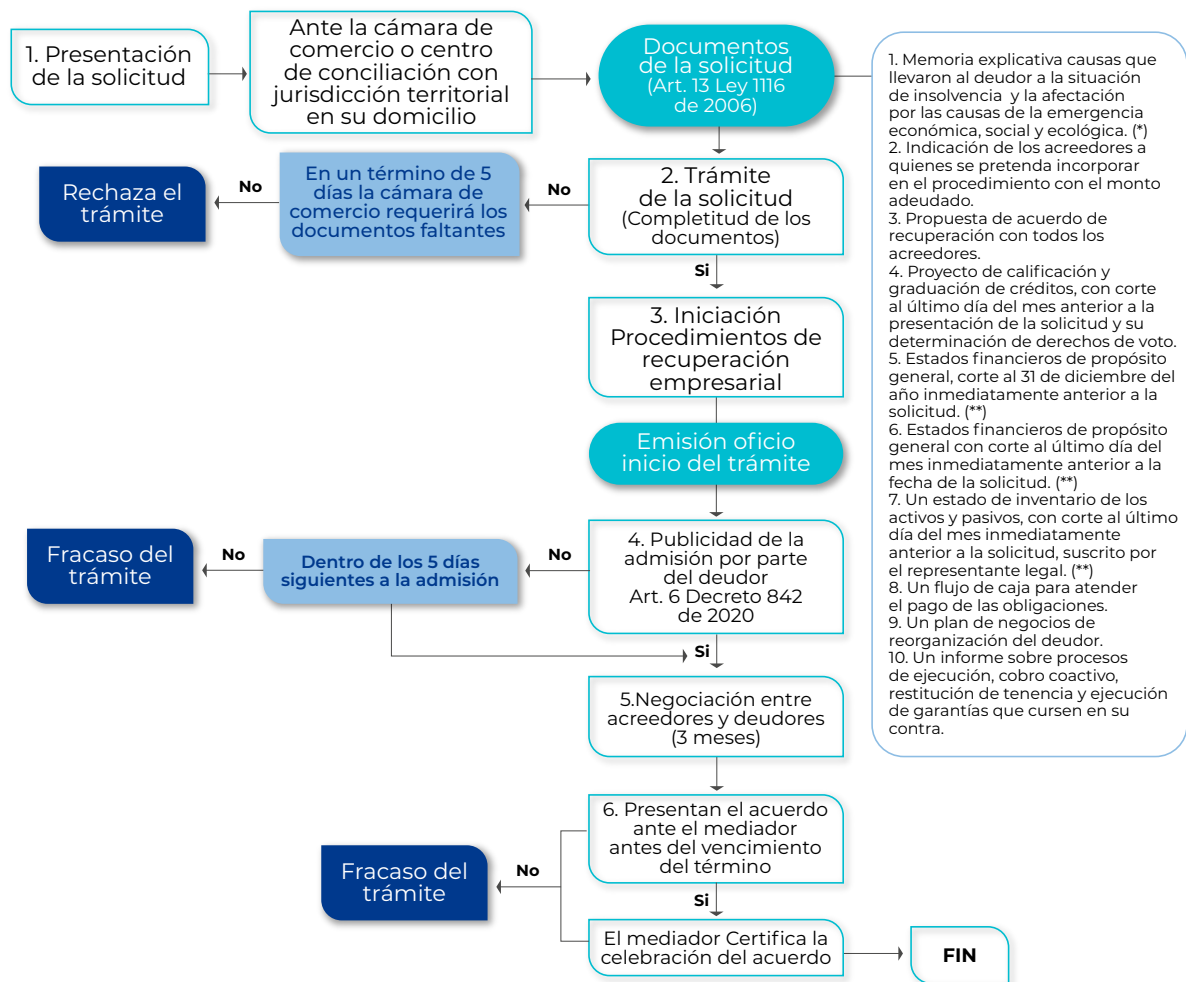 1. Presentación
de la solicitud
Ante la cámara de
comercio o centro
de conciliación con
jurisdicción territorial
en su domicilio
Documentos
de la solicitud
(Art. 13 Ley 1116
de 2006)
1. Memoria explicativa causas que
llevaron al deudor a la situación
de insolvencia y la afectación
por las causas de la emergencia
económica, social y ecológica. (*)
2. Indicación de los acreedores a
quienes se pretenda incorporar
en el procedimiento con el monto
adeudado.
3. Propuesta de acuerdo de
recuperación con todos los
acreedores.
4. Proyecto de calificación y
graduación de créditos, con corte
al último día del mes anterior a la
presentación de la solicitud y su
determinación de derechos de voto.
5. Estados financieros de propósito
general, corte al 31 de diciembre del
año inmediatamente anterior a la
solicitud. (**)
6. Estados financieros de propósito
general con corte al último día del
mes inmediatamente anterior a la
fecha de la solicitud. (**)
7. Un estado de inventario de los
activos y pasivos, con corte al último
día del mes inmediatamente
anterior a la solicitud, suscrito por
el representante legal. (**)
8. Un flujo de caja para atender
el pago de las obligaciones.
9. Un plan de negocios de
reorganización del deudor.
10. Un informe sobre procesos
de ejecución, cobro coactivo,
restitución de tenencia y ejecución
de garantías que cursen en su
contra.
2. Trámite
de la solicitud
(Completitud de los
documentos)
No
En un término de 5
días la cámara de
comercio requerirá los
documentos faltantes
No
Rechaza el
trámite
Si
3. Iniciación
Procedimientos de
recuperación
empresarial
Emisión oficio
inicio del trámite
4. Publicidad de la
admisión por parte
del deudor
Art. 6 Decreto 842
de 2020
No
Dentro de los 5 días
siguientes a la admisión
No
Fracaso del
trámite
Si
5.Negociación entre
acreedores y deudores
(3 meses)
6. Presentan el acuerdo
ante el mediador
antes del vencimiento
del término
No
Fracaso del
trámite
Si
El mediador Certifica la
celebración del acuerdo
FIN